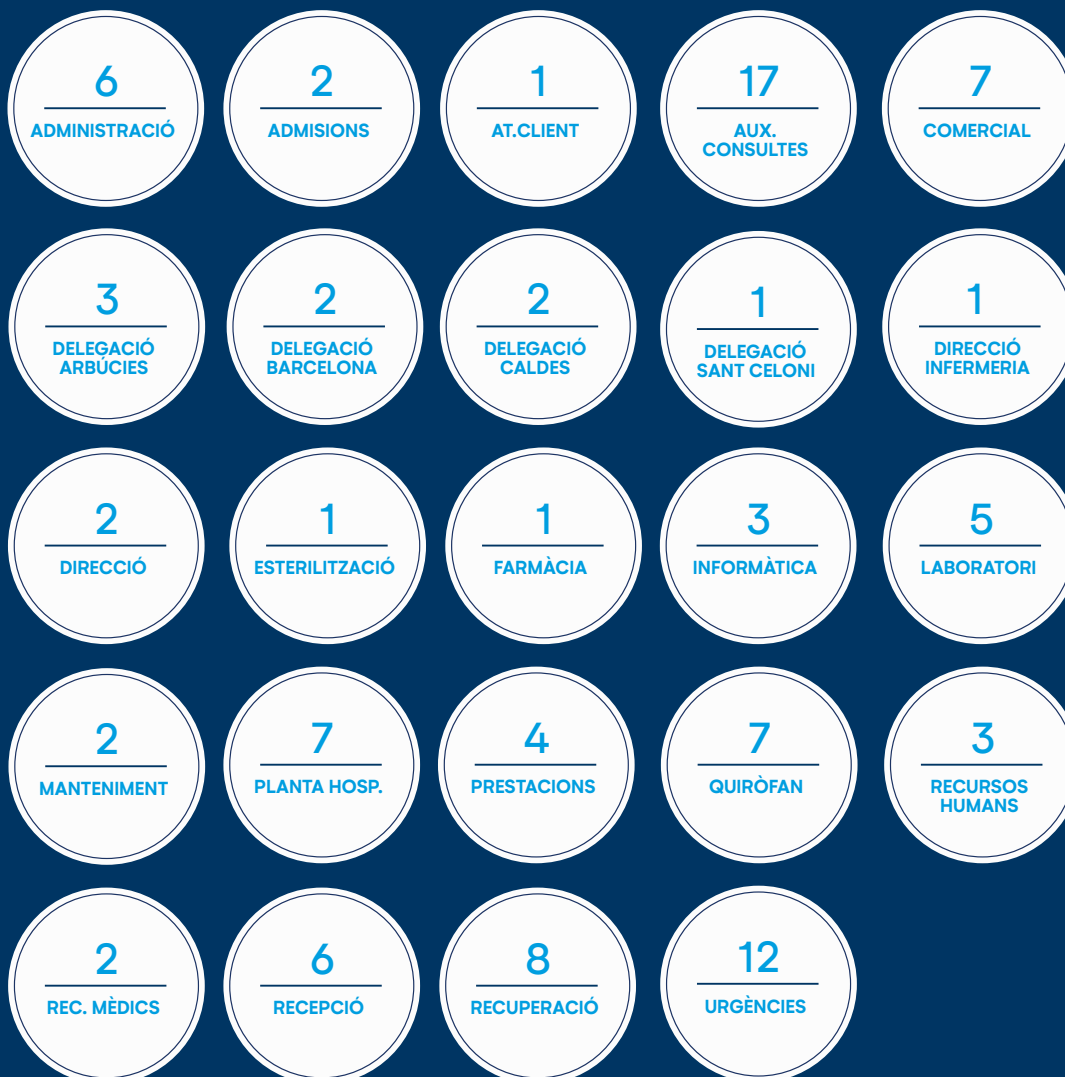 6
ADMINISTRACIÓ
2
ADMISIONS
1
AT.CLIENT
17
AUX.
CONSULTES
7
COMERCIAL
3
DELEGACIÓ
ARBÚCIES
2
DELEGACIÓ
BARCELONA
2
DELEGACIÓ
CALDES
1
DELEGACIÓ
SANT CELONI
1
DIRECCIÓ
INFERMERIA
2
DIRECCIÓ
1
ESTERILITZACIÓ
1
FARMÀCIA
3
INFORMÀTICA
5
LABORATORI
2
MANTENIMENT
7
PLANTA HOSP.
4
PRESTACIONS
7
QUIRÒFAN
3
RECURSOS
HUMANS
2
REC. MÈDICS
6
RECEPCIÓ
8
RECUPERACIÓ
12
URGÈNCIES